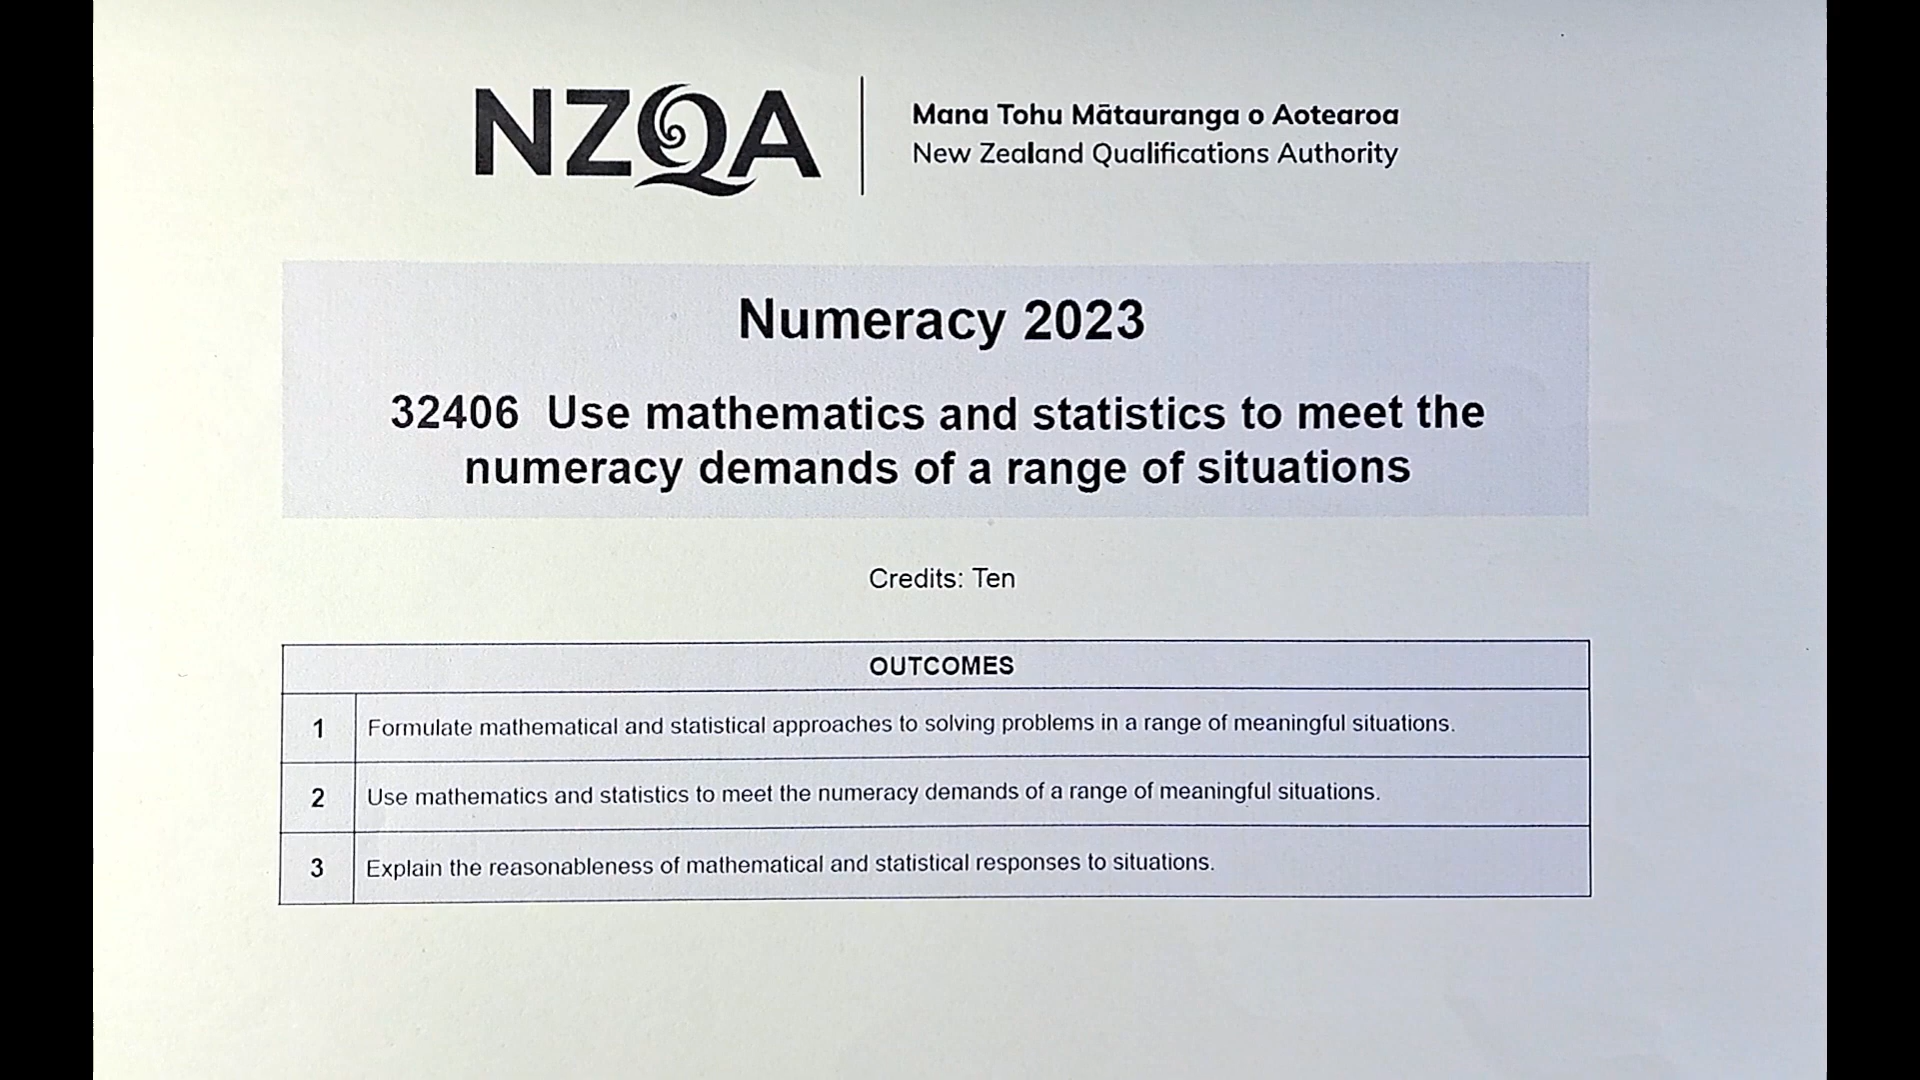 NZQA
Mana Tohu Mātauranga o Aotearoa
New Zealand Qualifications Authority
Numeracy 2023
32406 Use mathematics and statistics to meet the
numeracy demands of a range of situations
Credits: Ten
OUTCOMES
1 Formulate mathematical and statistical approaches to solving problems in a range of meaningful situations.
2 Use mathematics and statistics to meet the numeracy demands of a range of meaningful situations.
3 Explain the reasonableness of mathematical and statistical responses to situations.